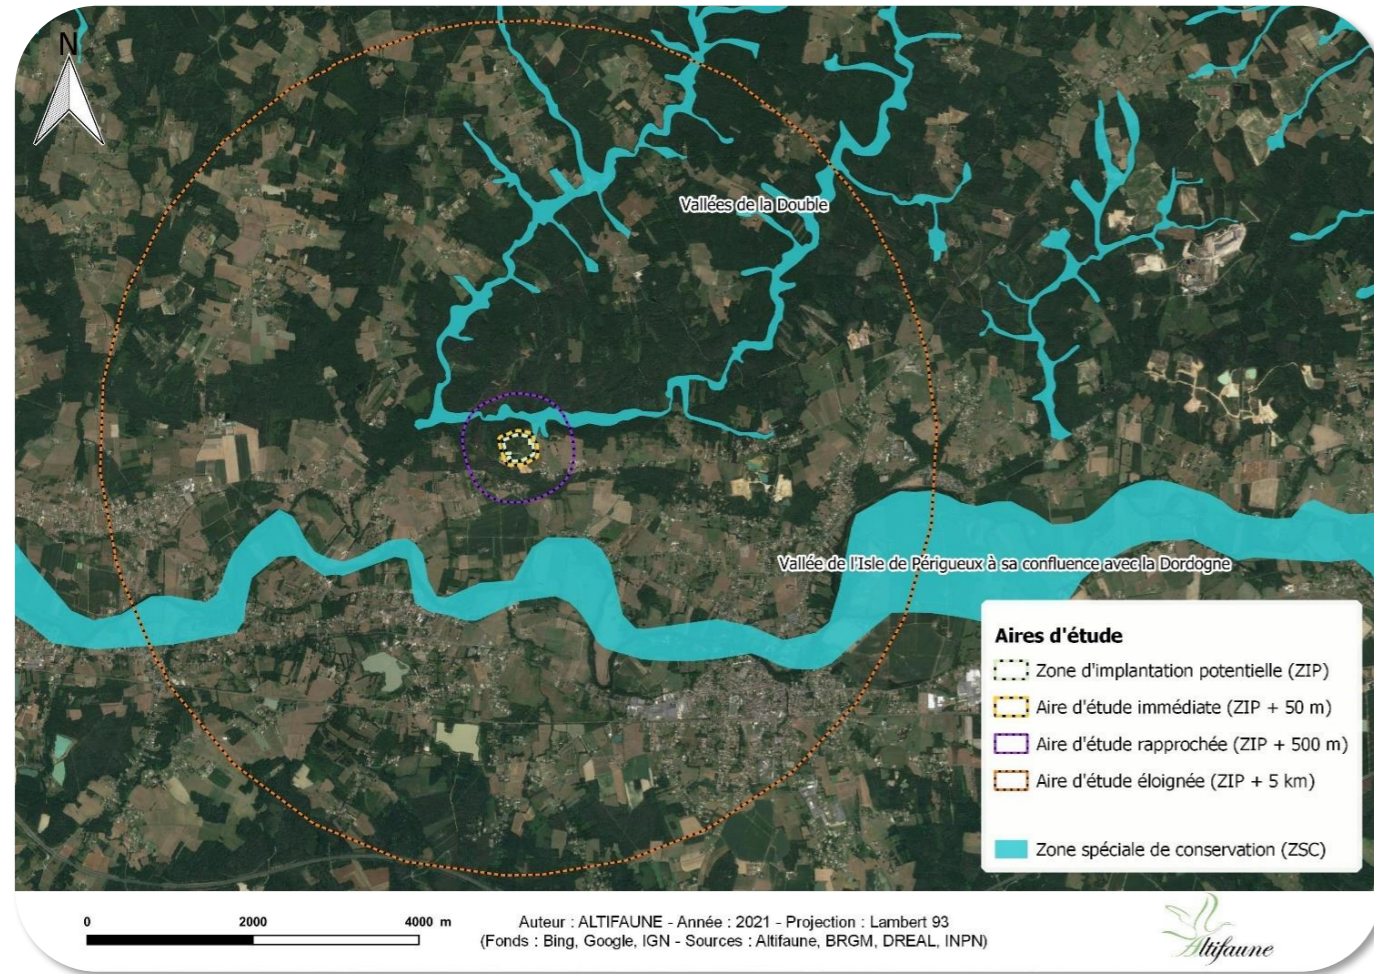 N
Vallées de la Double
Vallée de l'Isle de Périgueux à sa confluence avec la Dordogne
Aires d'étude
Zone d'implantation potentielle (ZIP)
Aire d'étude immédiate (ZIP + 50 m)
Aire d'étude rapprochée (ZIP + 500 m)
Aire d'étude éloignée (ZIP + 5 km)
Zone spéciale de conservation (ZSC)
0 2000 4000 m
Auteur : ALTIFAUNE - Année : 2021 - Projection : Lambert 93
(Fonds : Bing, Google, IGN - Sources : Altifaune, BRGM, DREAL, INPN)
Altifaune